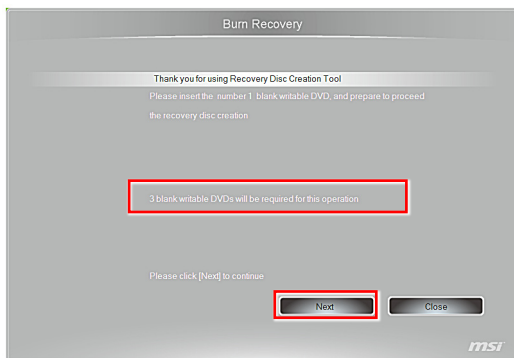 Burn Recovery
Thank you for using Recovery Disc Creation Tool
Please insert the number 1 blank writable DVD, and prepare to proceed
the recovery disc creation
3 blank writable DVDs will be required for this operation
Please click [Next] to continue
Next
Close
msi